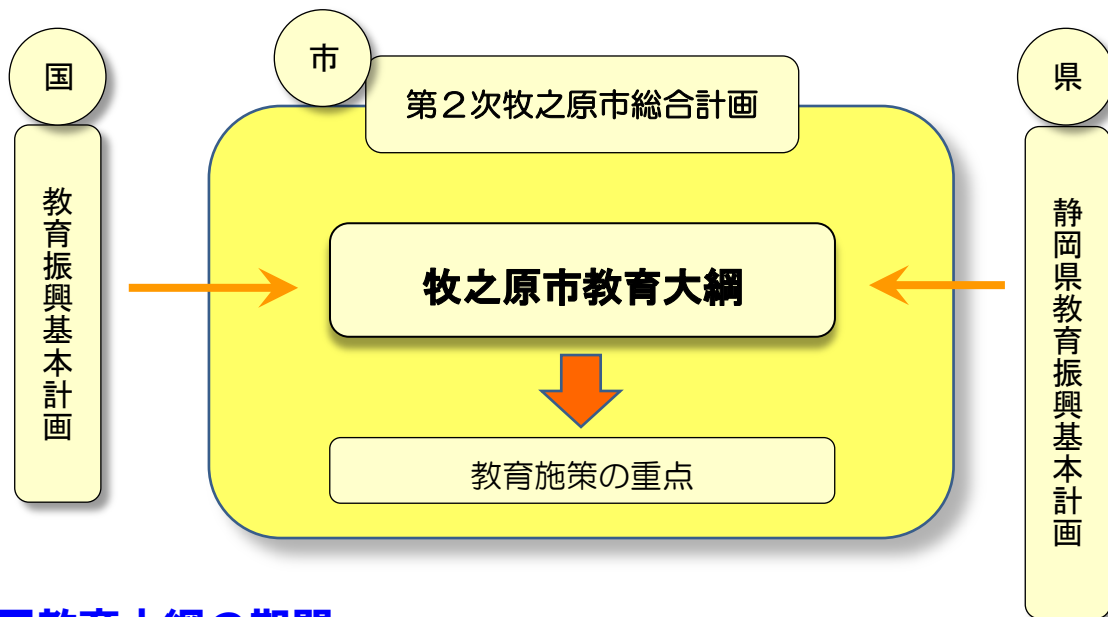 国
教育振興基本計画
市
第２次牧之原市総合計画
牧之原市教育大綱
教育施策の重点
県
静岡県教育振興基本計画